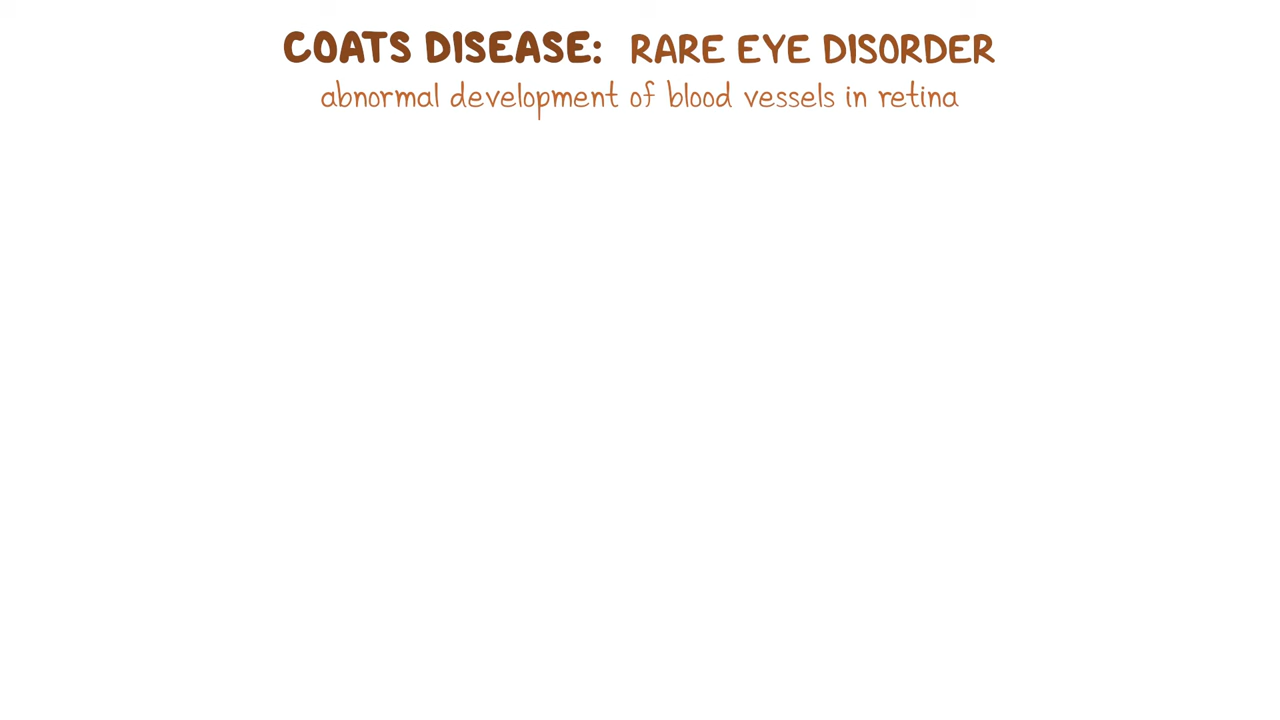 COATS DISEASE: RARE EYE DISORDER
abnormal development of blood vessels in retina